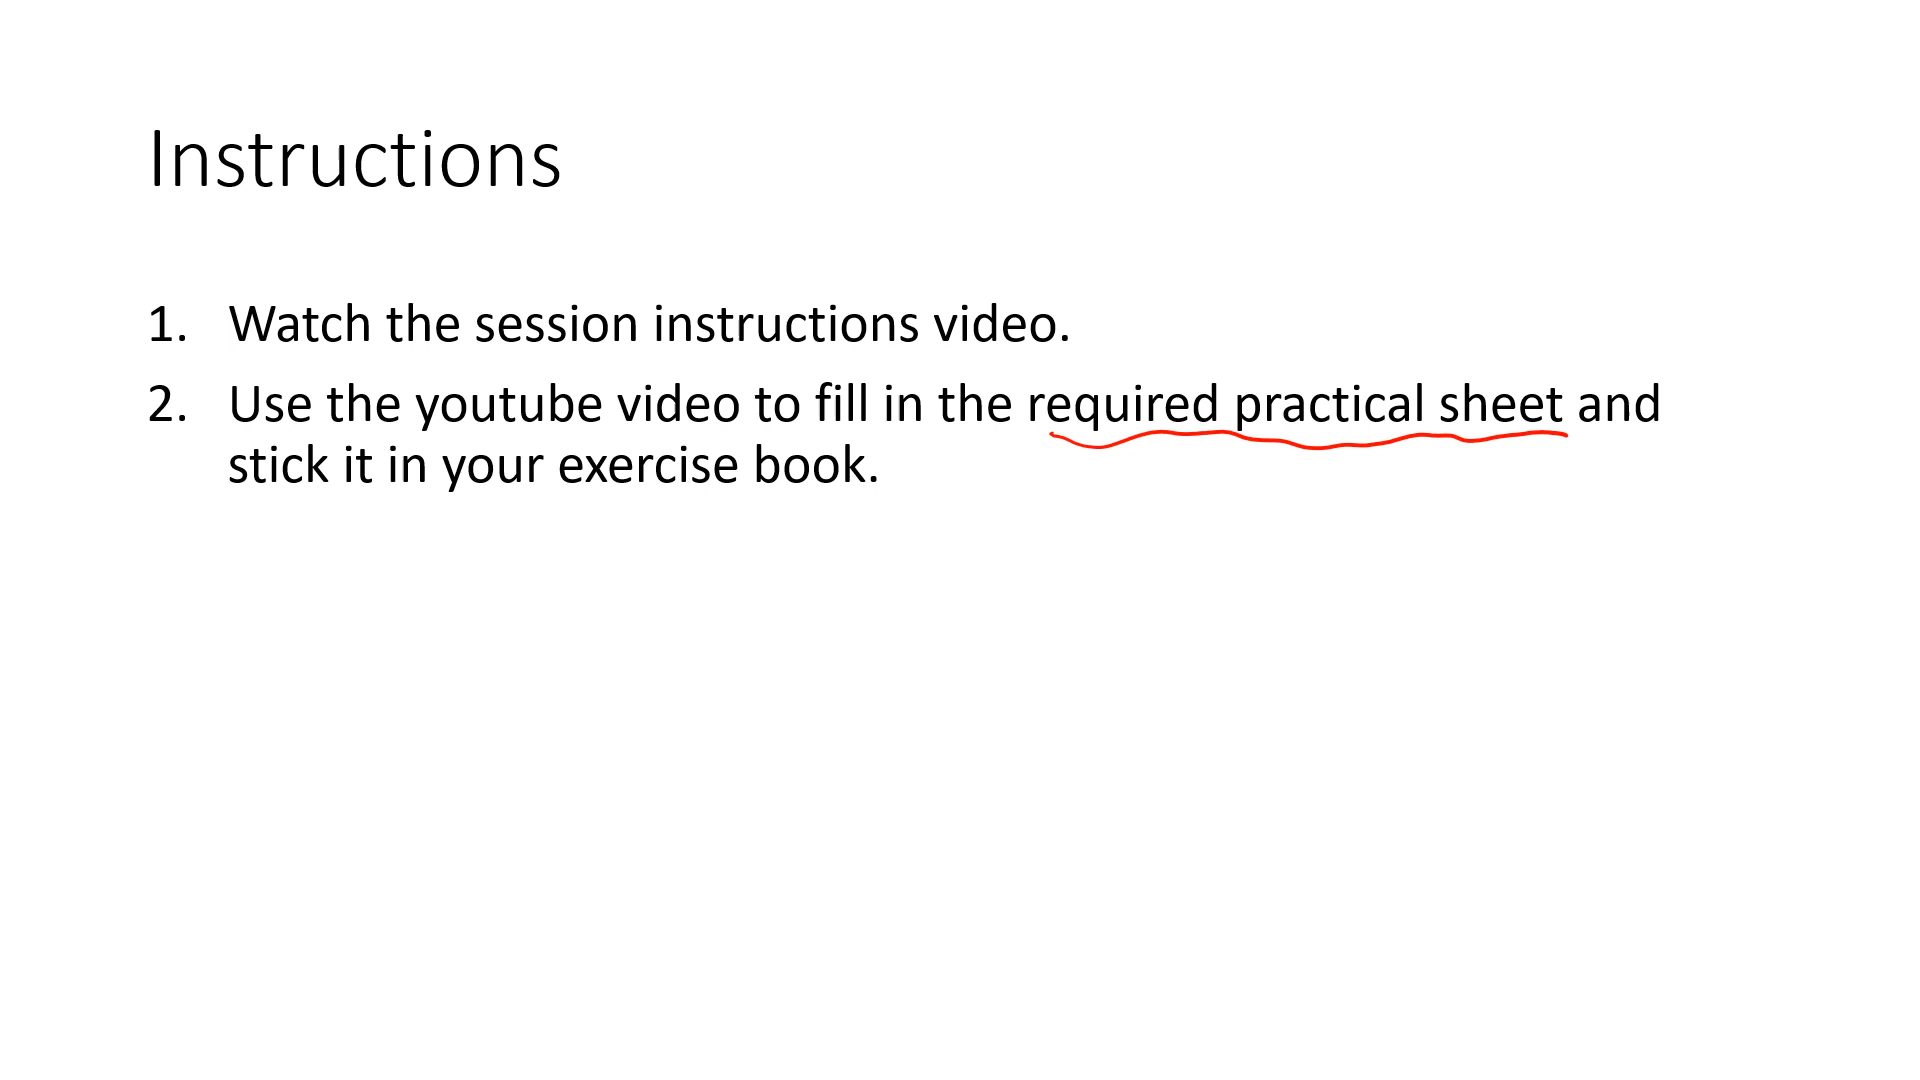 Instructions
1. Watch the session instructions video.
2. Use the youtube video to fill in the required practical sheet and
stick it in your exercise book.